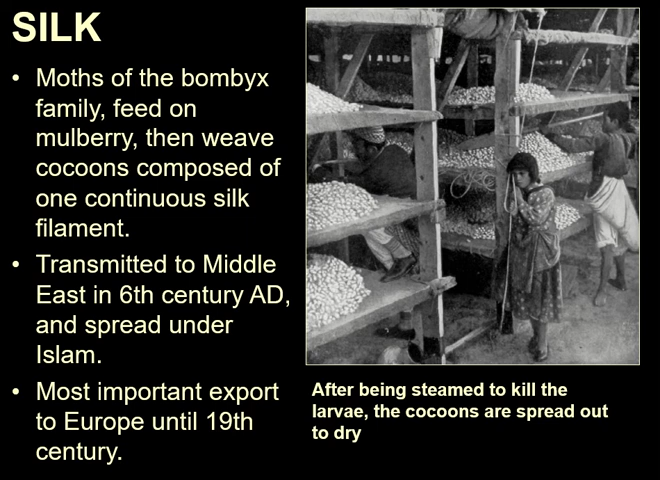 SILK
• Moths of the bombyx
family, feed on
mulberry, then weave
cocoons composed of
one continuous silk
filament.
• Transmitted to Middle
East in 6th century AD,
and spread under
Islam.
• Most important export
to Europe until 19th
century.
After being steamed to kill the
larvae, the cocoons are spread out
to dry